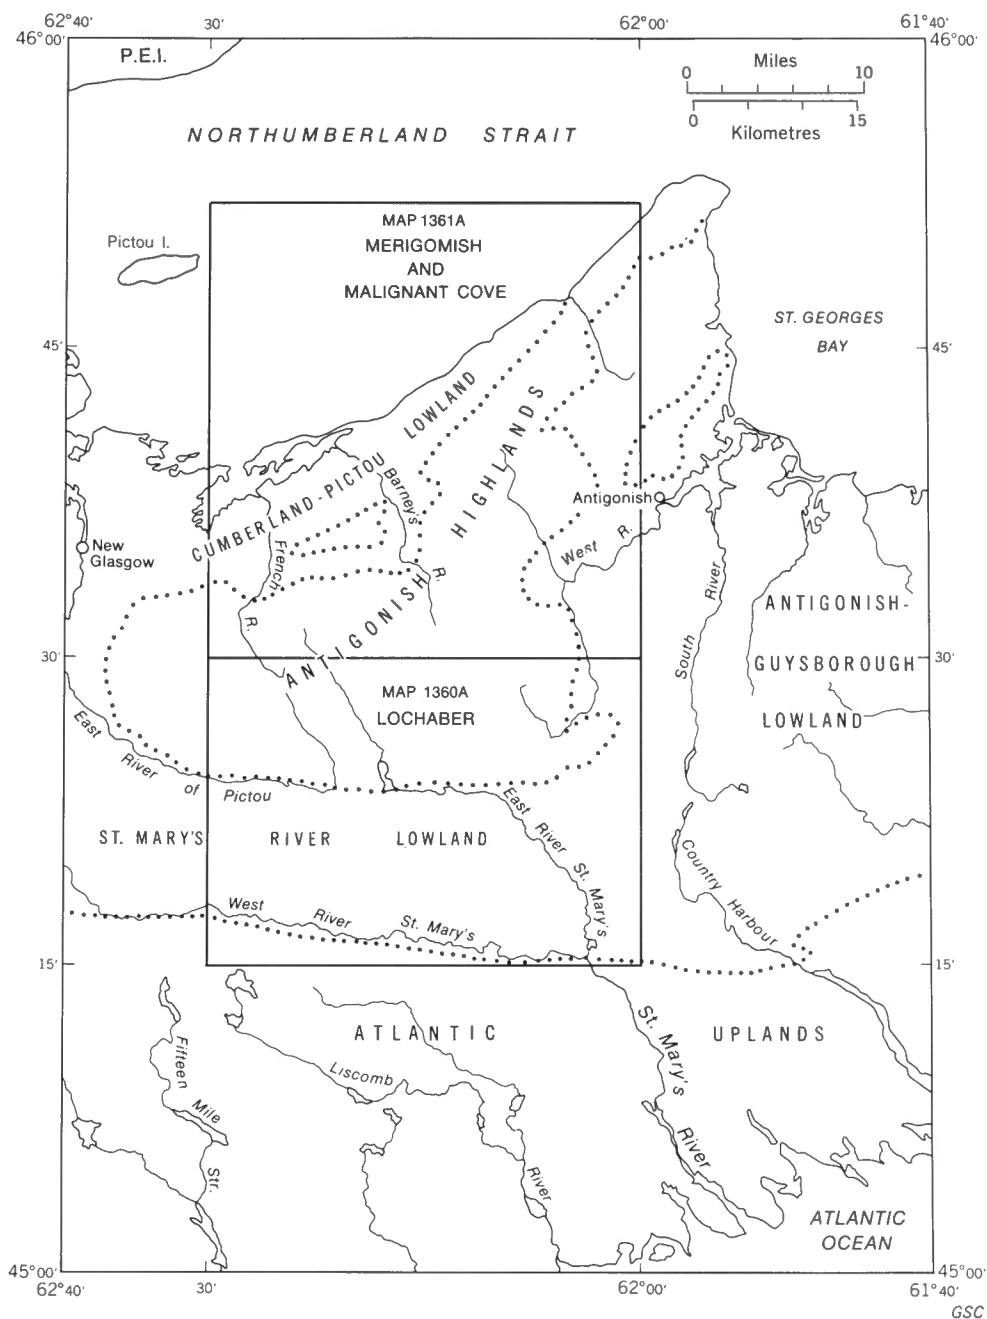 62°40′
30′
62°00′
61°40′
46°00′
46°00′
P.E.I.
Miles
0 10
0 15
Kilometres
NORTHUMBERLAND STRAIT
MAP 1361A
MERIGOMISH
AND
MALIGNANT COVE
Pictou I.
ST. GEORGES
BAY
45′
45′
CUMBERLAND-PICTOU LOWLAND
ANTIGONISH HIGHLANDS
Barney's R.
French R.
Antigonish
West R.
New
Glasgow
South River
ANTIGONISH-
GUYSBOROUGH
LOWLAND
30′
30′
MAP 1360A
LOCHABER
East River of Pictou
ST. MARY'S RIVER LOWLAND
East River St. Mary's
Country Harbour
West River St. Mary's
15′
15′
ATLANTIC UPLANDS
St. Mary's River
Fifteen Mile Str.
Liscomb River
ATLANTIC
OCEAN
45°00′
45°00′
62°40′
30′
62°00′
61°40′
GSC